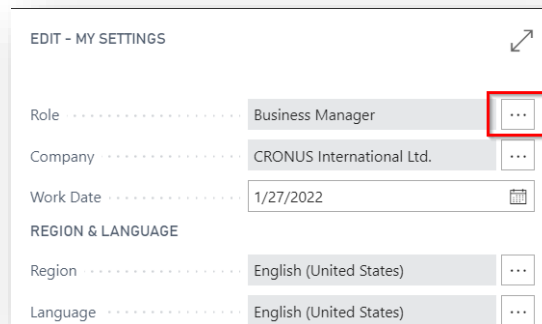 EDIT - MY SETTINGS
Role Business Manager ...
Company CRONUS International Ltd. ...
Work Date 1/27/2022
REGION & LANGUAGE
Region English (United States) ...
Language English (United States) ...